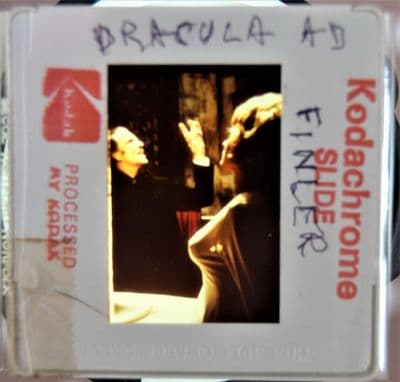 DRACULA AD
Kodak
PROCESSED
BY KODAK
Kodachrome
SLIDE
FINLER